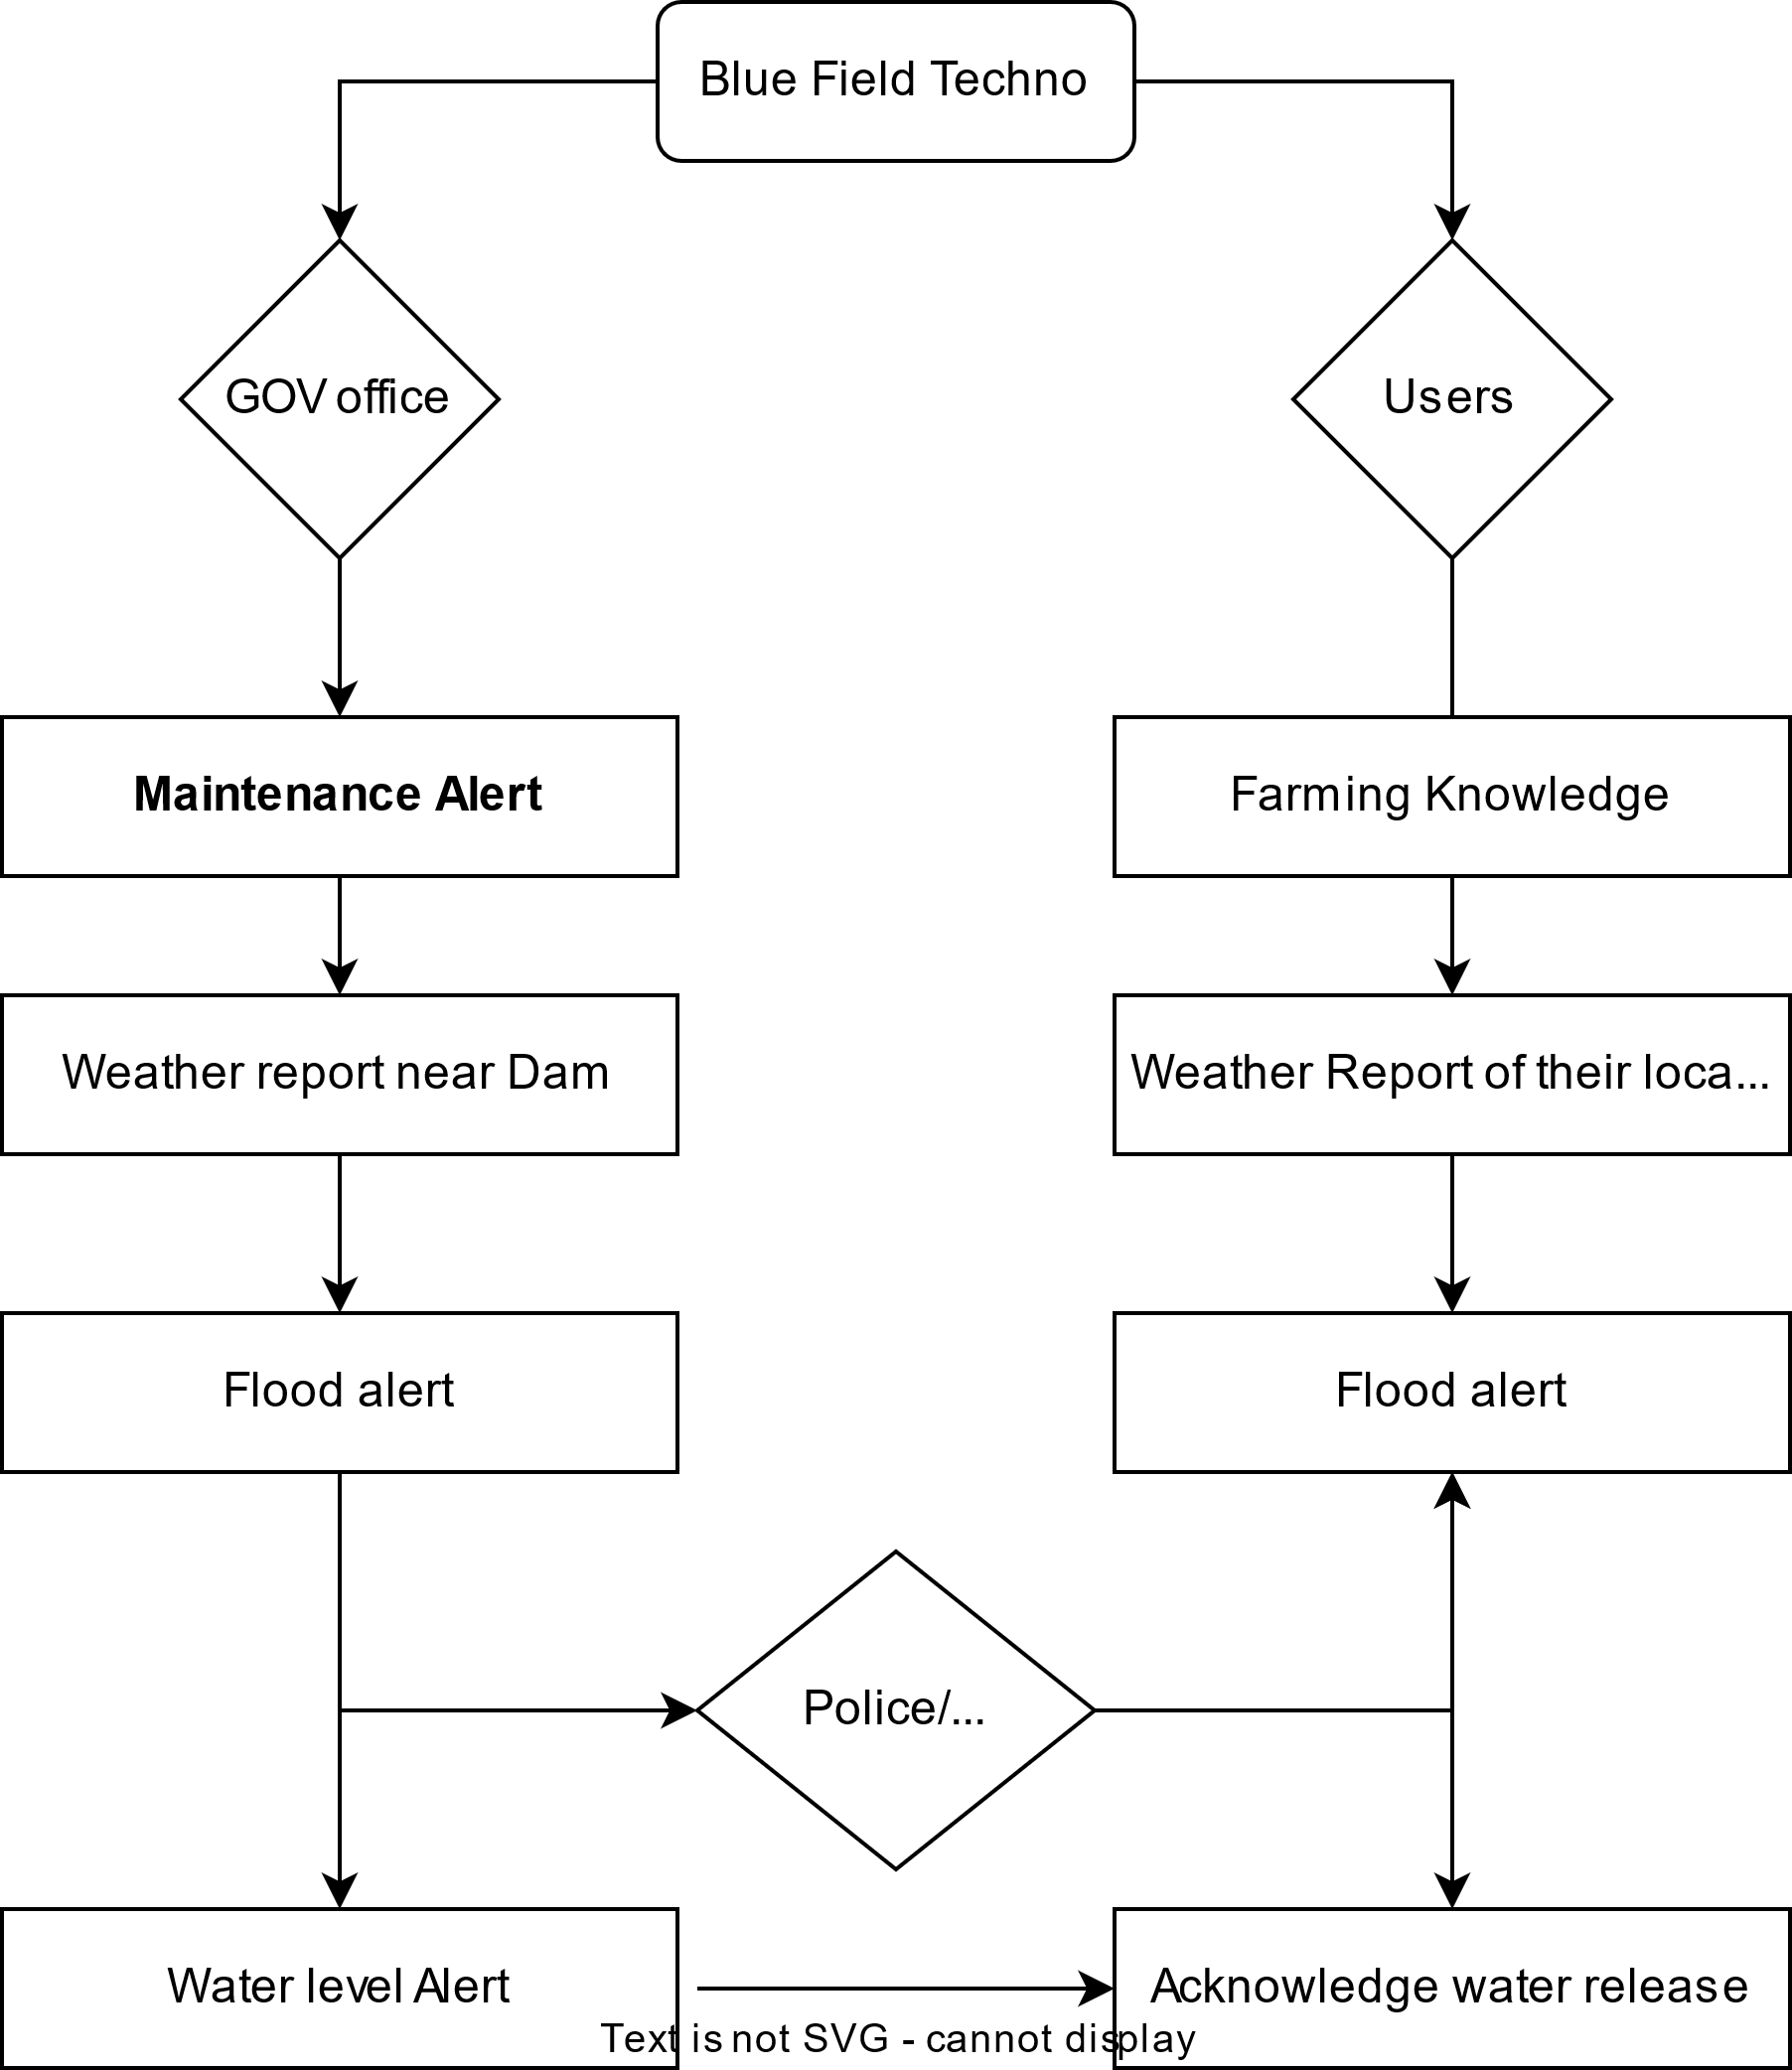 Blue Field Techno
GOV office
Users
Maintenance Alert
Farming Knowledge
Weather report near Dam
Weather Report of their loca...
Flood alert
Flood alert
Police/...
Water level Alert
Acknowledge water release
Text is not SVG - cannot display